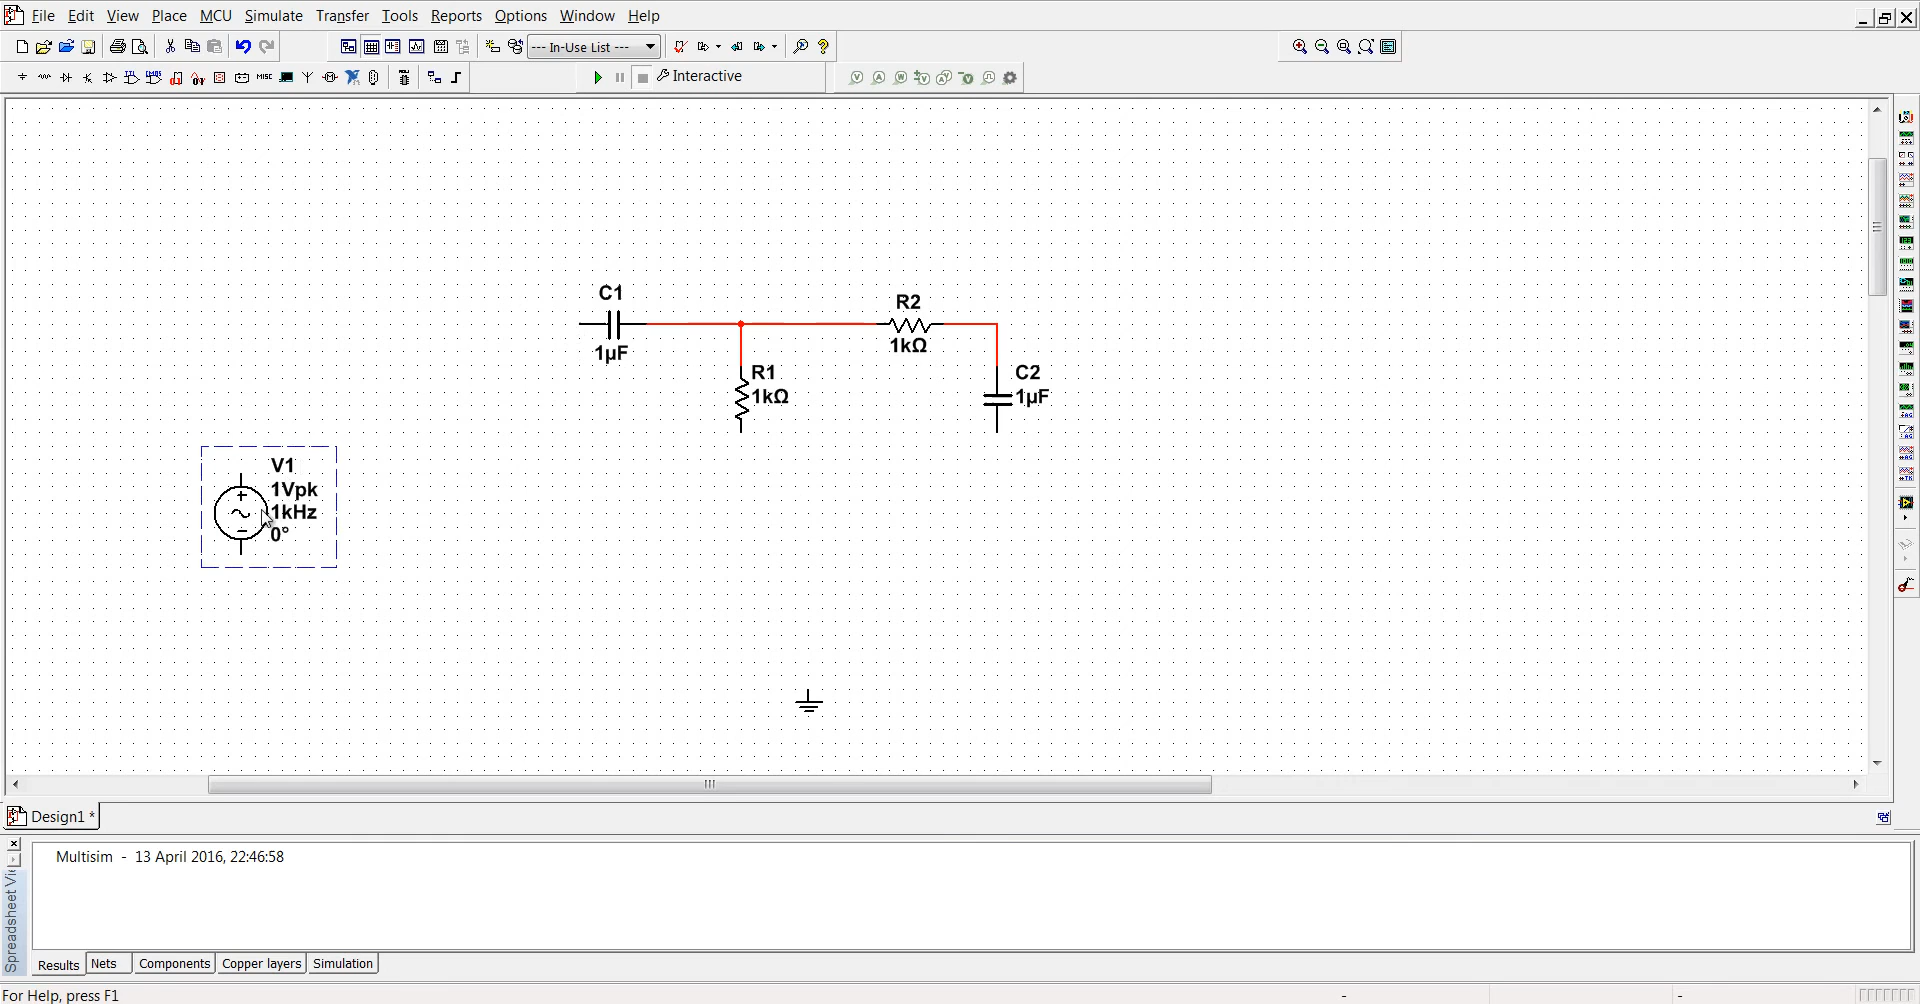 File Edit View Place MCU Simulate Transfer Tools Reports Options Window Help
--- In-Use List ---
Interactive
C1
1µF
R2
1kΩ
R1
1kΩ
C2
1µF
V1
1Vpk
1kHz
0°
Design1 *
Multisim - 13 April 2016, 22:46:58
Results Nets Components Copper layers Simulation
For Help, press F1
- -